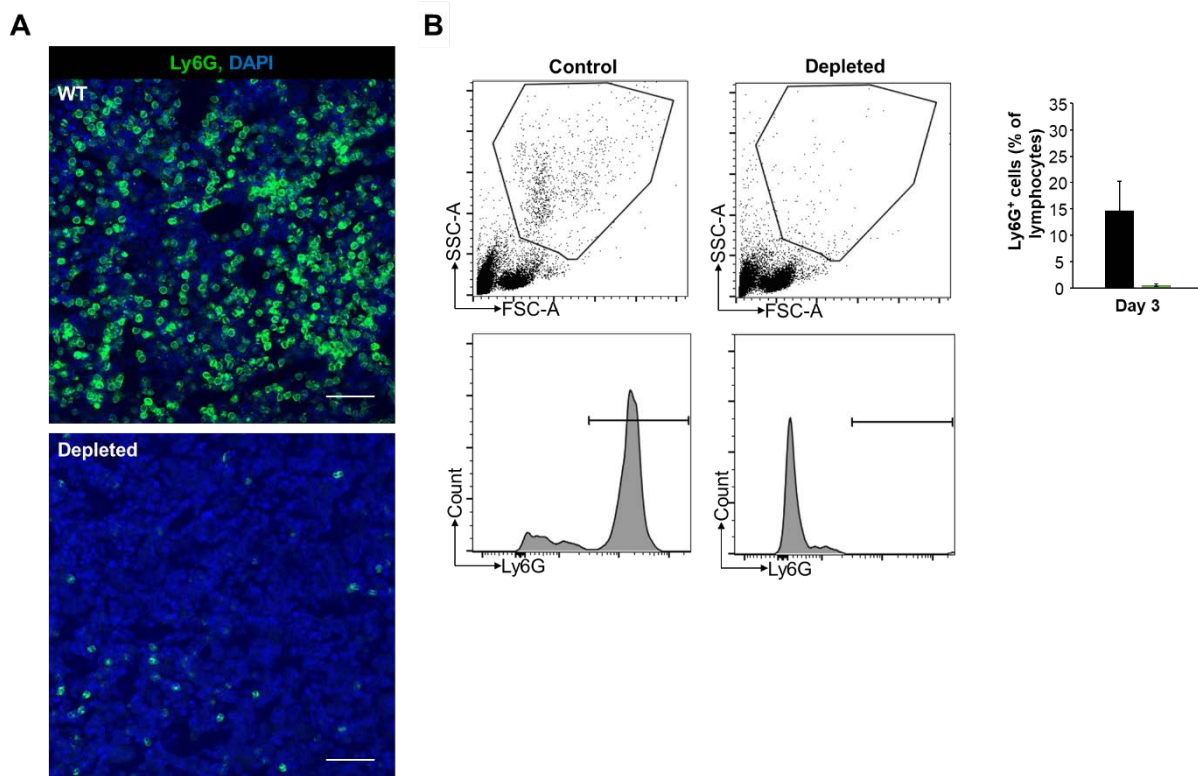 A
Ly6G, DAPI
WT
Depleted
B
Control
Depleted
SSC-A
FSC-A
SSC-A
FSC-A
Count
Ly6G
Count
Ly6G
Ly6G⁺ cells (% of
lymphocytes)
35
30
25
20
15
10
5
0
Day 3